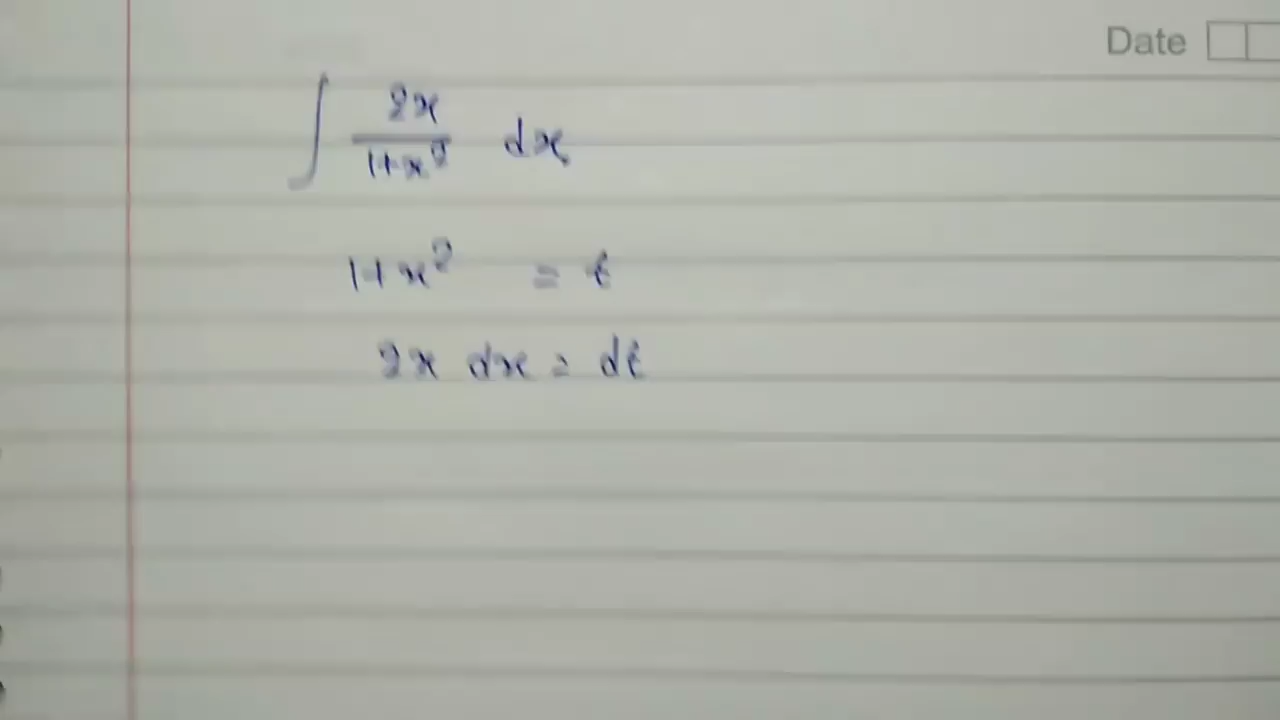 Date
∫ 2x/1+x² dx
1+x² = t
2x dx = dt